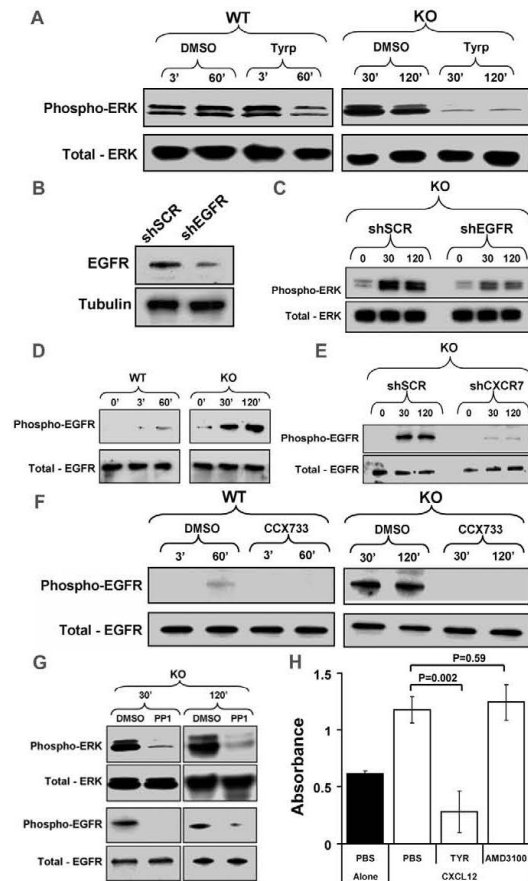 A
WT
KO
DMSO Tyrp DMSO Tyrp
3' 60' 3' 60' 30' 120' 30' 120'
Phospho-ERK
Total - ERK
B
shSCR shEGFR
EGFR
Tubulin
C
KO
shSCR shEGFR
0 30 120 0 30 120
Phospho-ERK
Total - ERK
D
WT KO
0' 3' 60' 0' 30' 120'
Phospho-EGFR
Total - EGFR
E
KO
shSCR shCXCR7
0 30 120 0 30 120
Phospho-EGFR
Total - EGFR
F
WT KO
DMSO CCX733 DMSO CCX733
3' 60' 3' 60' 30' 120' 30' 120'
Phospho-EGFR
Total - EGFR
G
KO
30' 120'
DMSO PP1 DMSO PP1
Phospho-ERK
Total - ERK
Phospho-EGFR
Total - EGFR
H
P=0.59
P=0.002
Absorbance
1.5
1
0.5
0
PBS PBS TYR AMD3100
Alone CXCL12